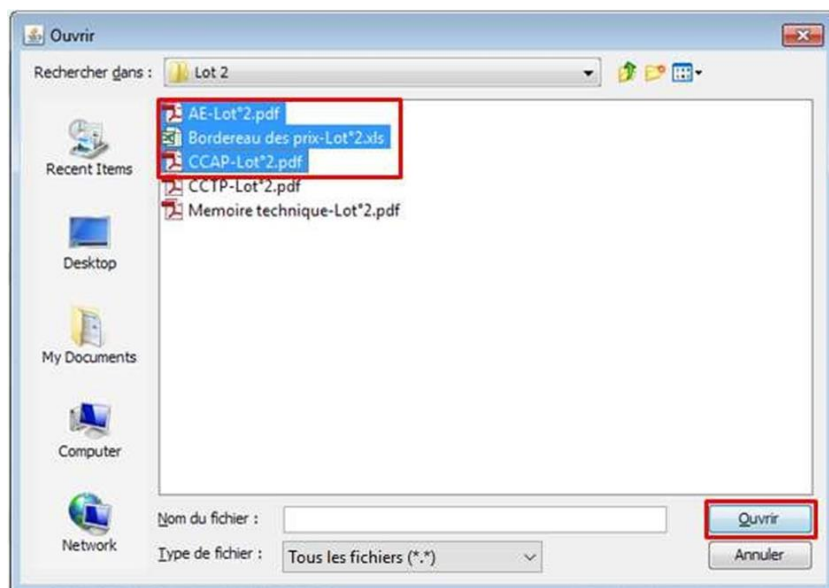 Ouvrir
Rechercher dans : Lot 2
AE-Lot°2.pdf
Bordereau des prix-Lot°2.xls
CCAP-Lot°2.pdf
CCTP-Lot°2.pdf
Memoire technique-Lot°2.pdf
Recent Items
Desktop
My Documents
Computer
Network
Nom du fichier :
Ouvrir
Type de fichier : Tous les fichiers (*.*)
Annuler